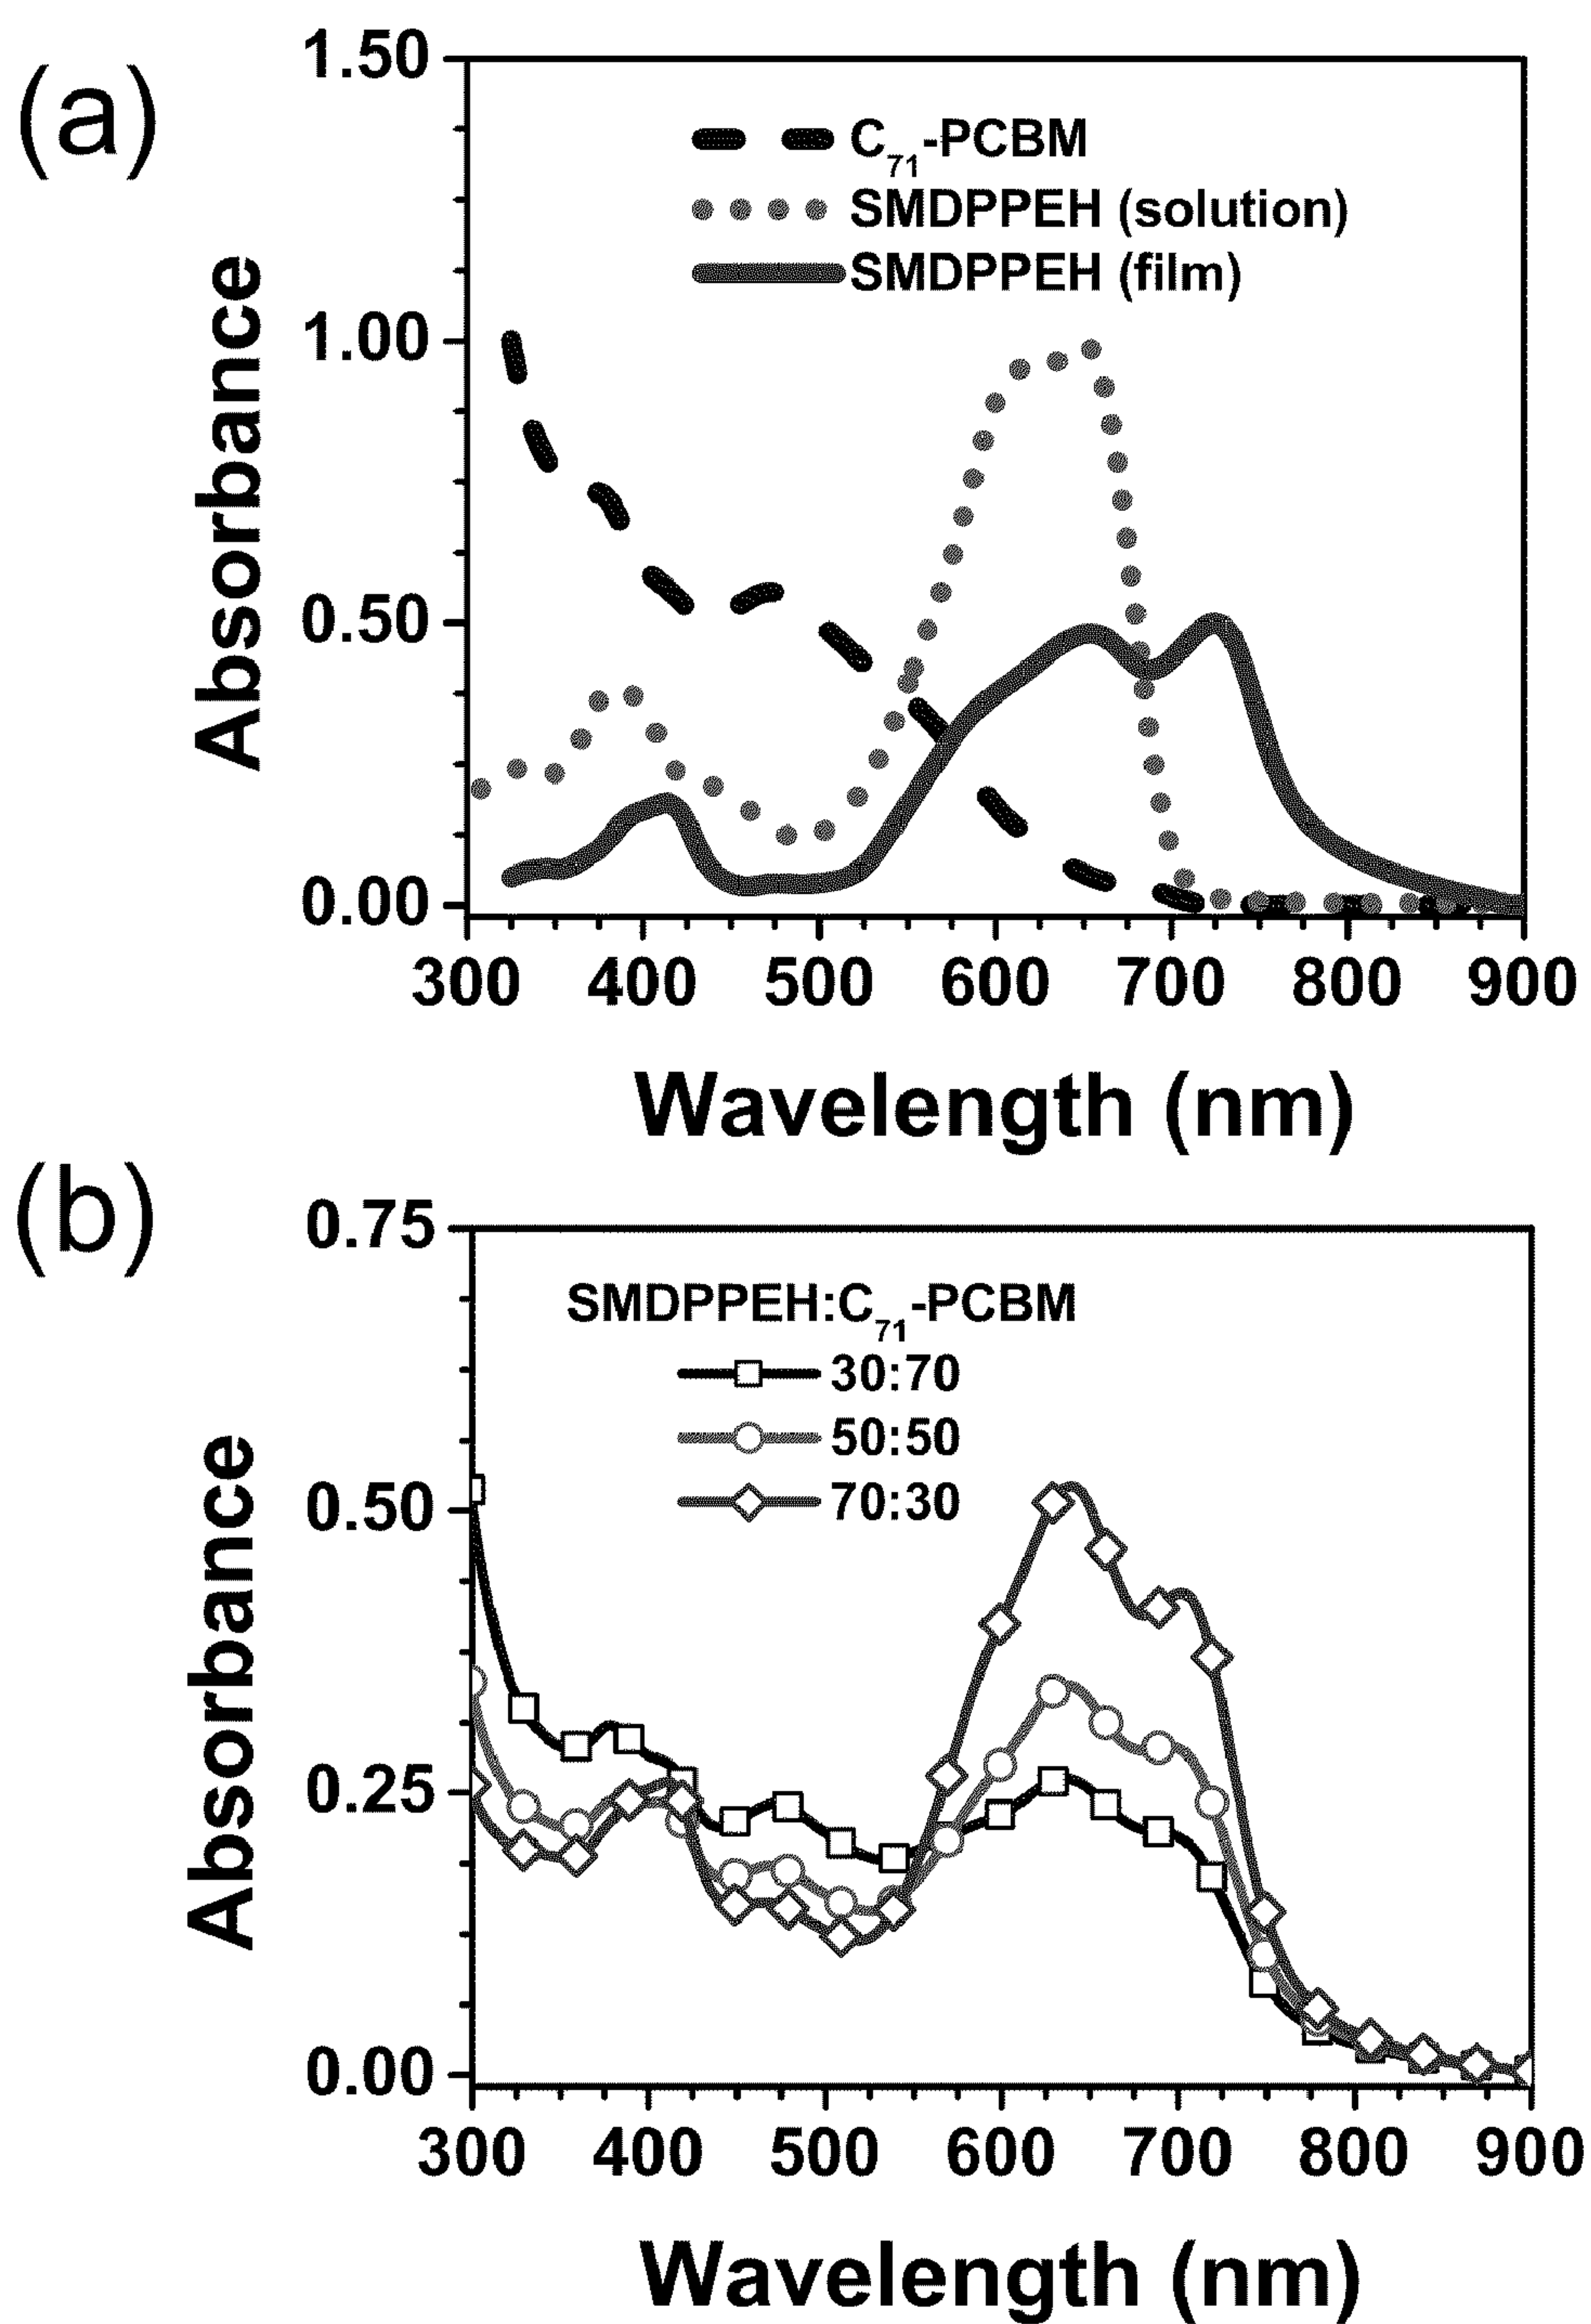 (a)
1.50
1.00
0.50
0.00
Absorbance
C71-PCBM
SMDPPEH (solution)
SMDPPEH (film)
300 400 500 600 700 800 900
Wavelength (nm)
(b)
0.75
0.50
0.25
0.00
Absorbance
SMDPPEH:C71-PCBM
30:70
50:50
70:30
300 400 500 600 700 800 900
Wavelength (nm)